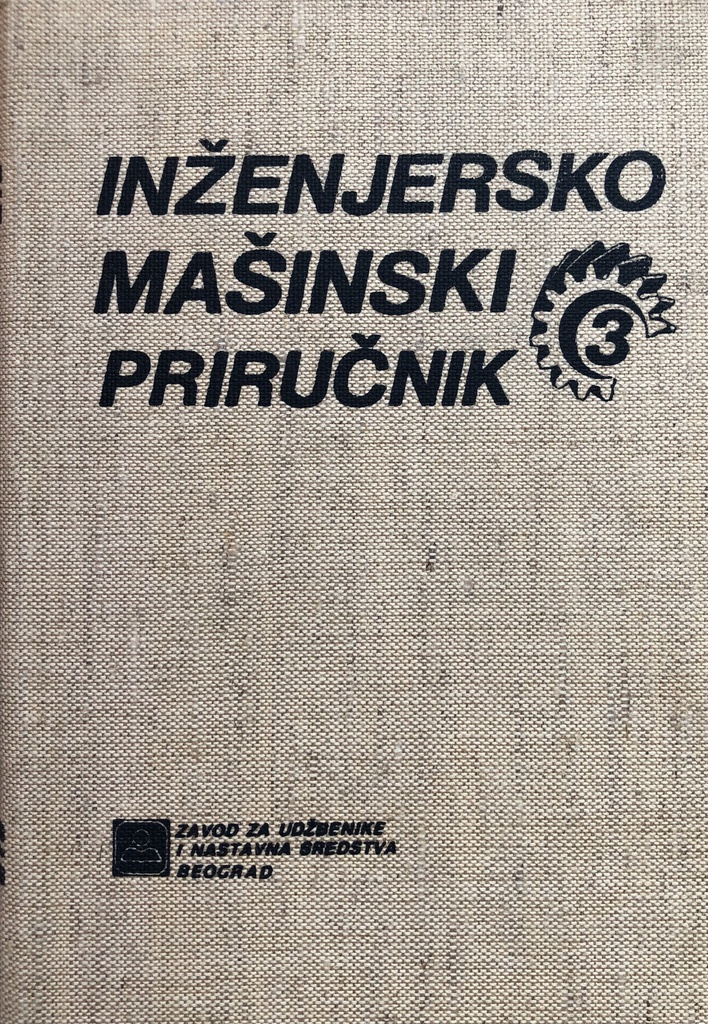 INŽENJERSKO
MAŠINSKI
PRIRUČNIK
3
ZAVOD ZA UDŽBENIKE
I NASTAVNA SREDSTVA
BEOGRAD